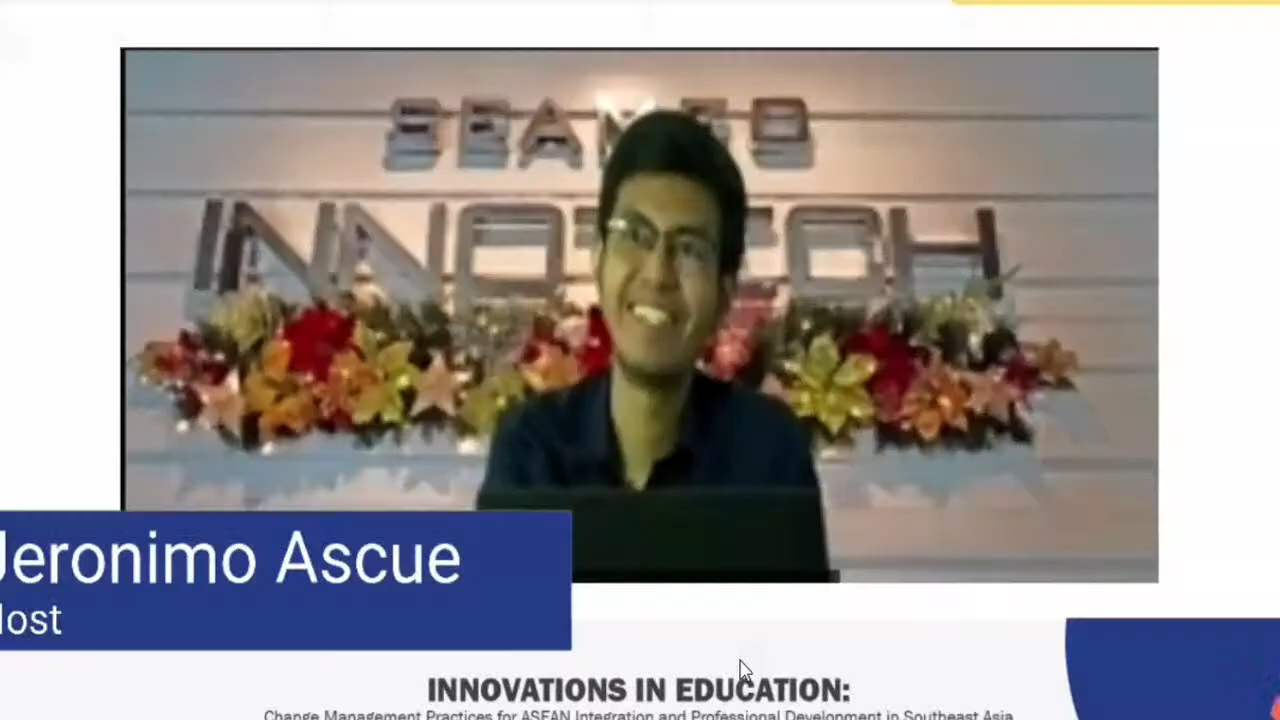 SEAMEO
INNOTECH
Jeronimo Ascue
Host
INNOVATIONS IN EDUCATION:
Change Management Practices for ASEAN Integration and Professional Development in Southeast Asia